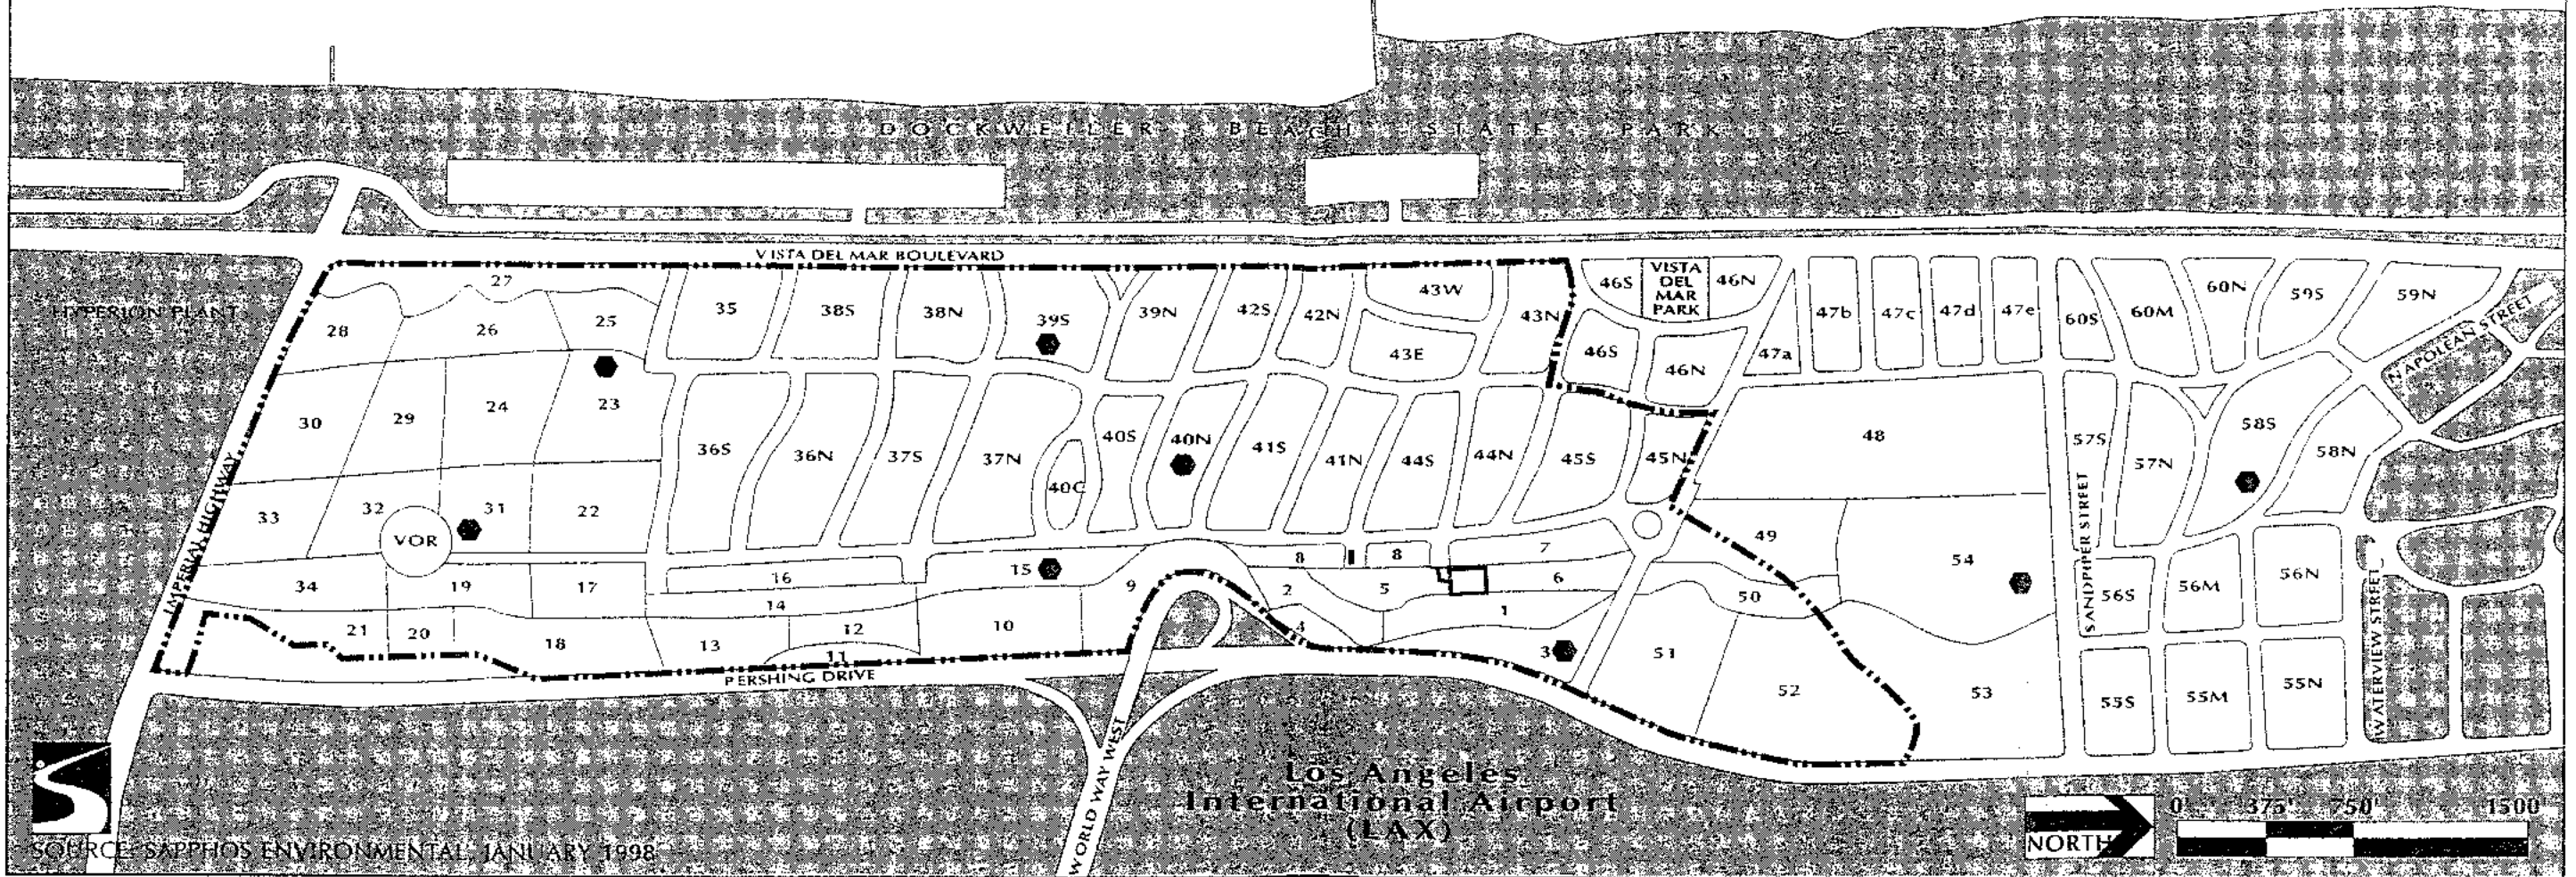 DOCKWEILER BEACH STATE PARK
VISTA DEL MAR BOULEVARD
HYPERION PLANT
27
28
26
25
35
38S
38N
39S
39N
42S
42N
43W
43E
43N
46S
VISTA
DEL
MAR
PARK
46N
46S
46N
47a
47b
47c
47d
47e
60S
60M
60N
59S
59N
NAPOLEAN STREET
30
29
24
23
36S
36N
37S
37N
40C
40S
40N
41S
41N
44S
44N
45S
45N
48
57S
57N
58S
58N
IMPERIAL HIGHWAY
33
32
VOR
31
22
49
54
SANDPIPER STREET
34
19
17
16
14
15
9
8
8
7
2
5
6
1
4
3
50
56S
56M
56N
WATERVIEW STREET
21
20
18
13
12
11
10
51
52
53
55S
55M
55N
PERSHING DRIVE
WORLD WAY WEST
Los Angeles
International Airport
(LAX)
NORTH
0' 375' 750' 1500'
SOURCE: SAPPHOS ENVIRONMENTAL, JANUARY 1998